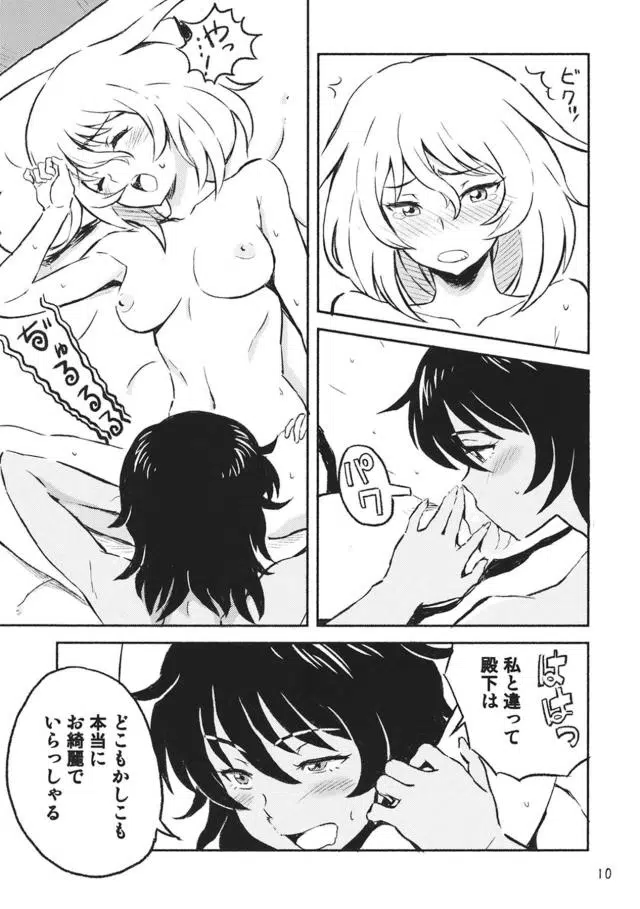 ビクッ
パク
ぢゅるるるる
やっ…！
はーはーっ
私と違って
殿下は
どこもかしこも
本当に
お綺麗で
いらっしゃる
10